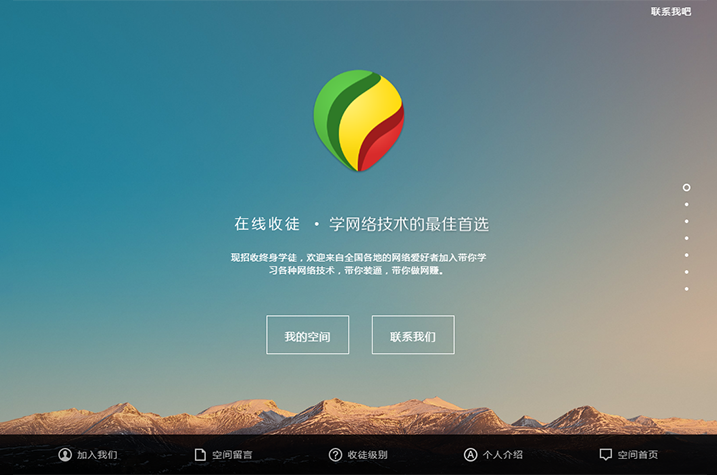 联系我吧
在线收徒 • 学网络技术的最佳首选
现招收终身学徒，欢迎来自全国各地的网络爱好者加入带你学
习各种网络技术，带你装逼，带你做网赚。
我的空间 联系我们
加入我们 空间留言 收徒级别 个人介绍 空间首页